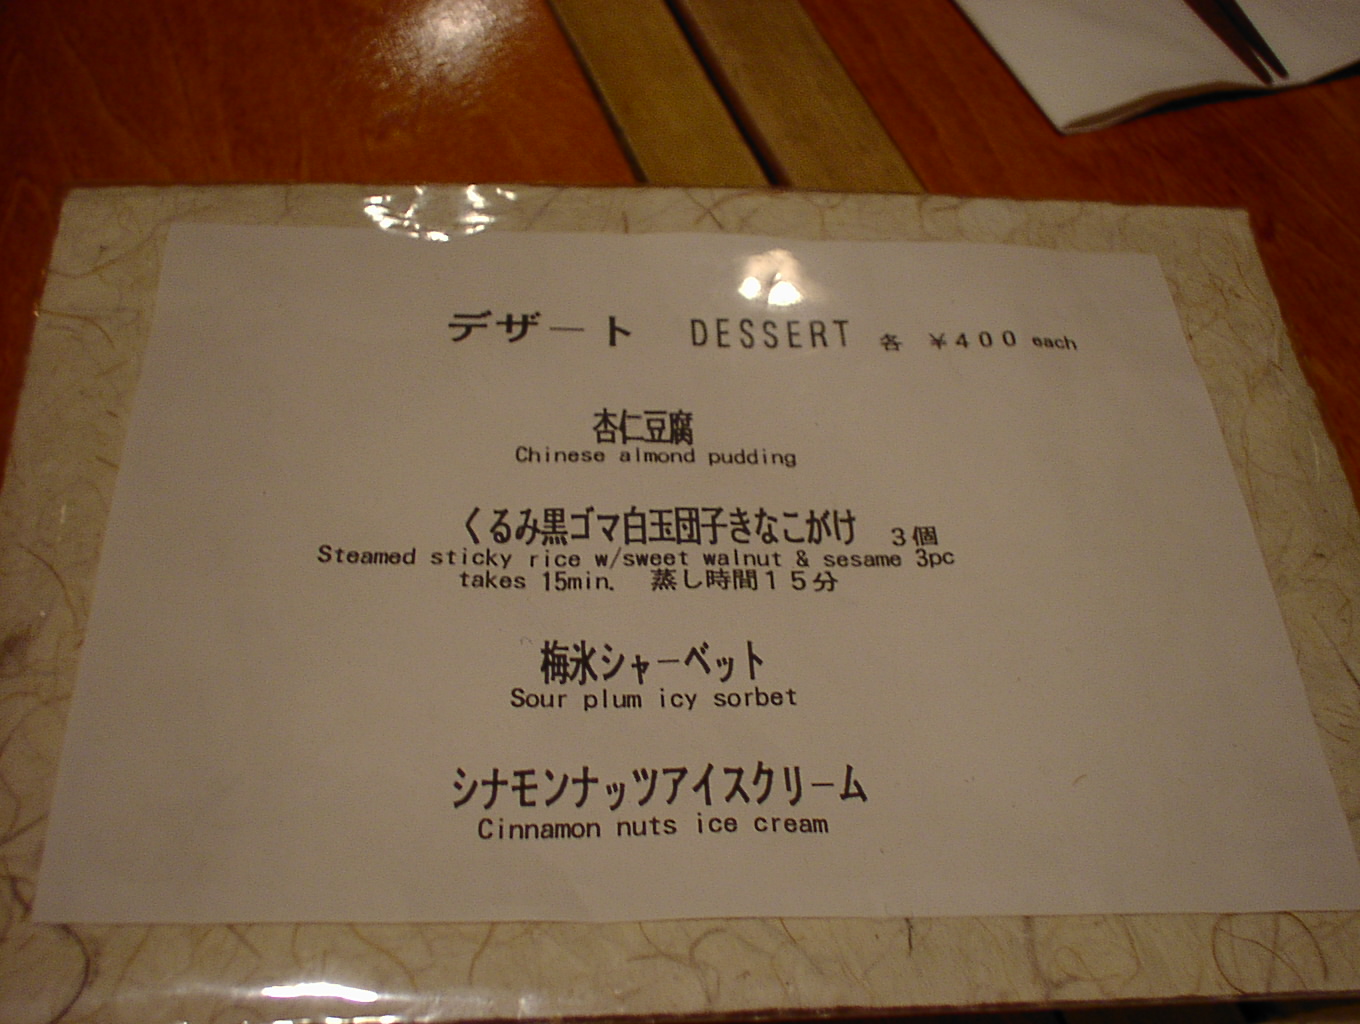 デザート DESSERT 各 ￥４００ each
杏仁豆腐
Chinese almond pudding
くるみ黒ゴマ白玉団子きなこがけ ３個
Steamed sticky rice w/sweet walnut & sesame 3pc
takes 15min. 蒸し時間１５分
梅氷シャーベット
Sour plum icy sorbet
シナモンナッツアイスクリーム
Cinnamon nuts ice cream